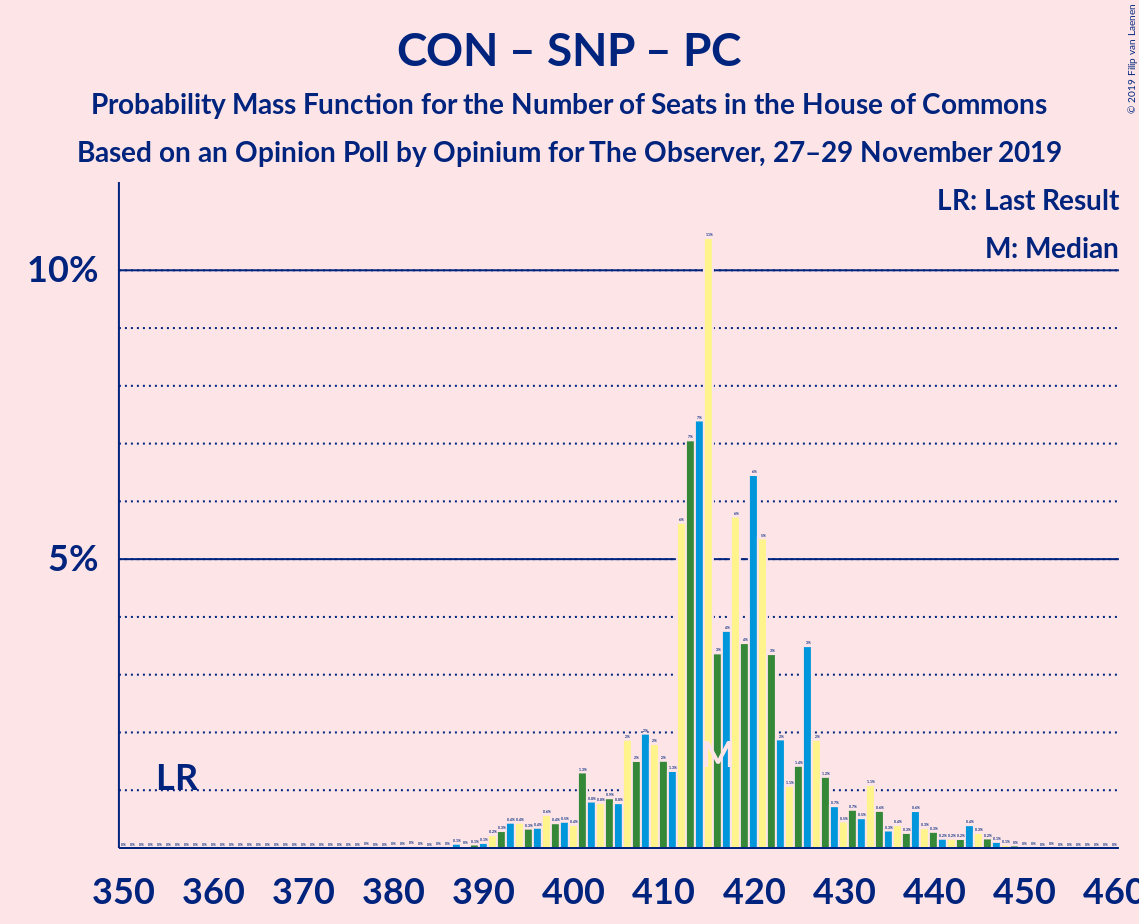 CON – SNP – PC
Probability Mass Function for the Number of Seats in the House of Commons
Based on an Opinion Poll by Opinium for The Observer, 27–29 November 2019
© 2019 Filip van Laenen
LR: Last Result
M: Median
10%
5%
LR
M
350 360 370 380 390 400 410 420 430 440 450 460